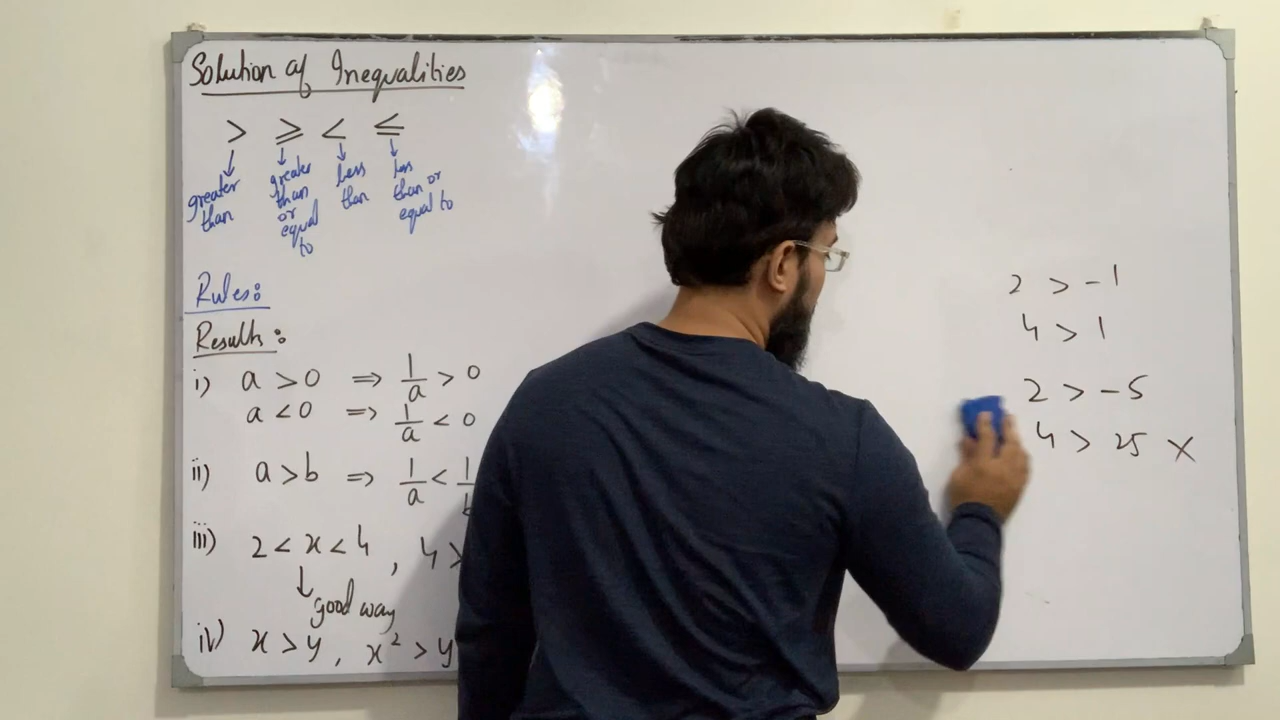 Solution of Inequalities
> ≥ < ≤
greater than
greater than or equal to
less than
less than or equal to
Rules:
Results:
i) a > 0 ⇒ 1/a > 0
a < 0 ⇒ 1/a < 0
ii) a > b ⇒ 1/a < 1/b
iii) 2 < x < 4 , 4 >
good way
iv) x > y , x² > y
2 > -1
4 > 1
2 > -5
4 > 25 ×